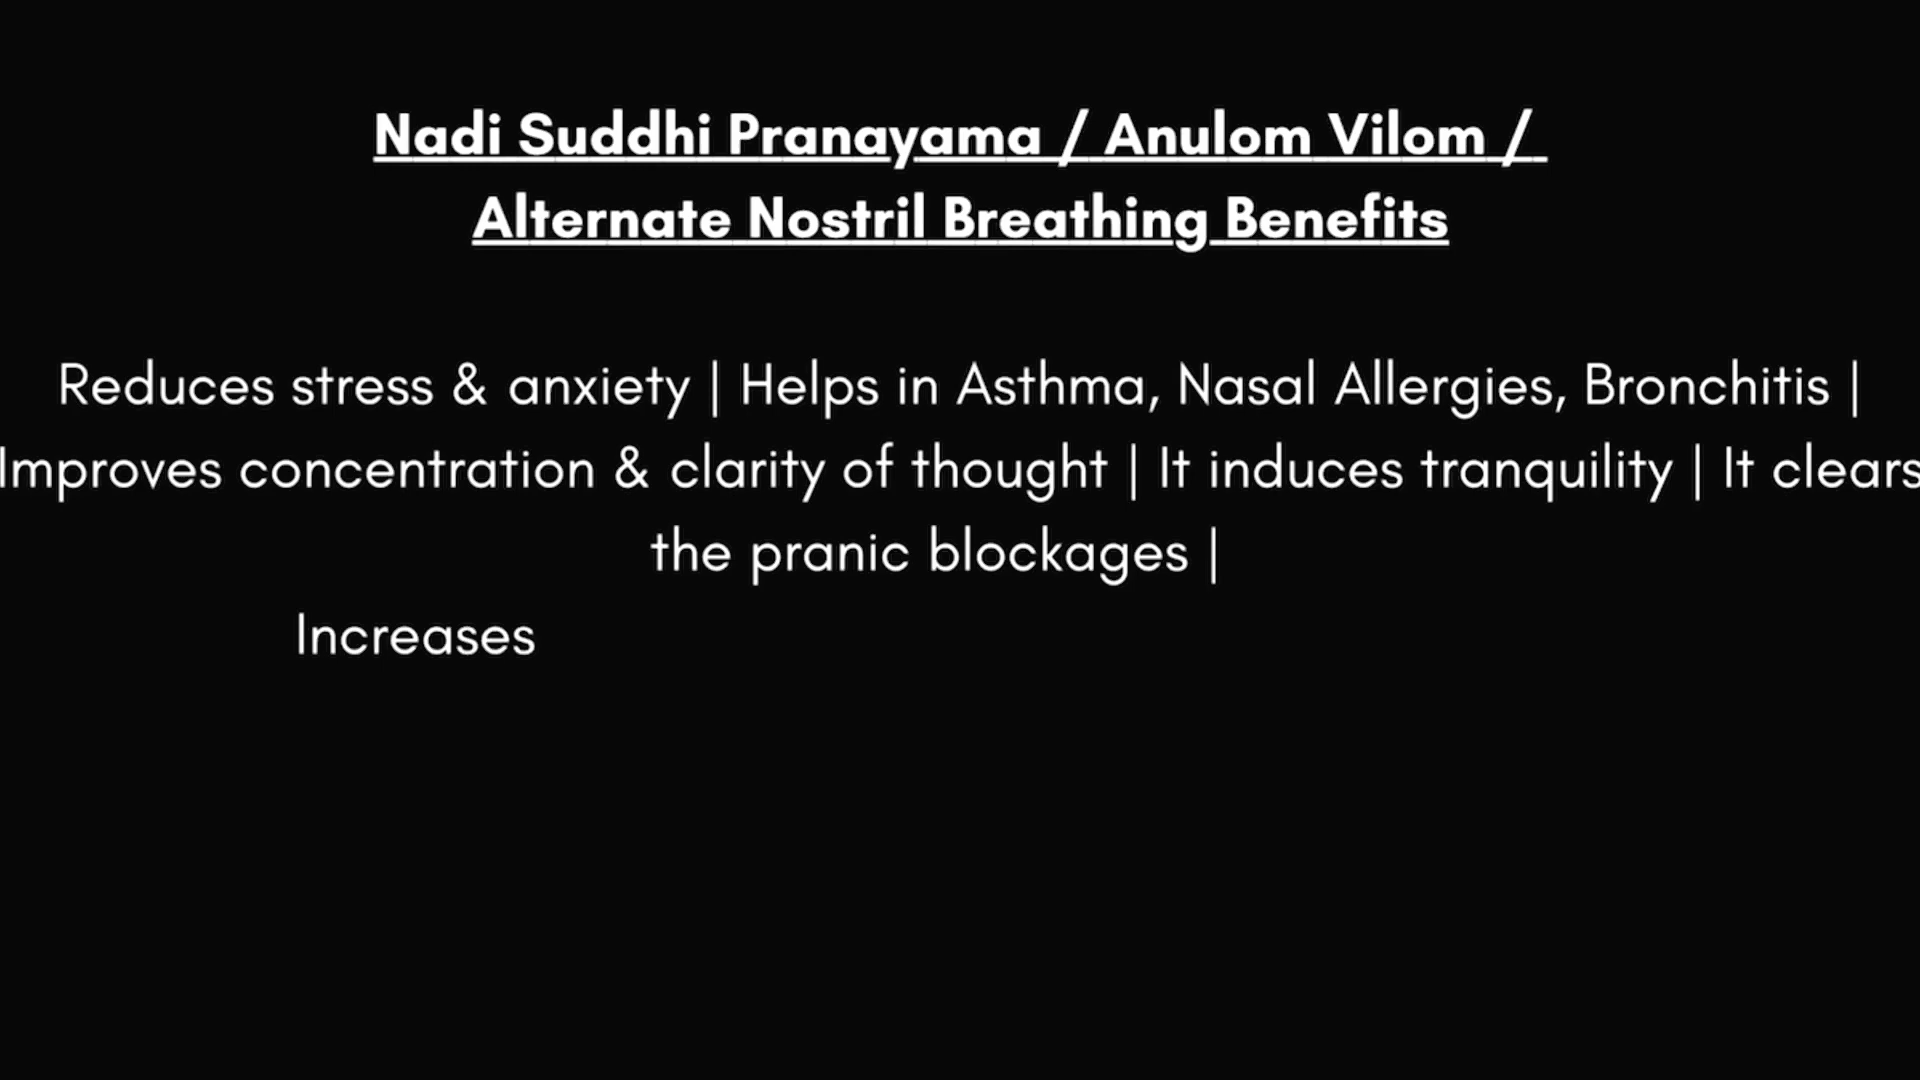 Nadi Suddhi Pranayama / Anulom Vilom /
Alternate Nostril Breathing Benefits
Reduces stress & anxiety | Helps in Asthma, Nasal Allergies, Bronchitis |
Improves concentration & clarity of thought | It induces tranquility | It clears
the pranic blockages |
Increases